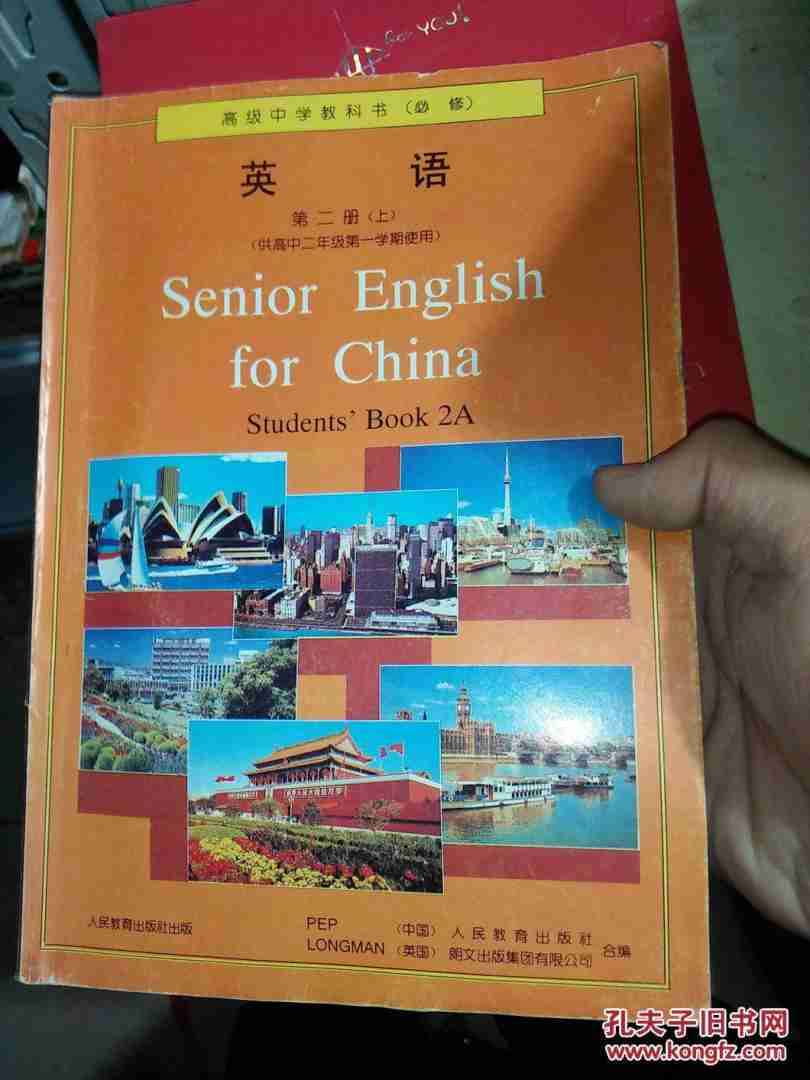 for YOU!
高级中学教科书（必 修）
英 语
第二册（上）
（供高中二年级第一学期使用）
Senior English
for China
Students' Book 2A
人民教育出版社出版
PEP （中国）人民教育出版社
LONGMAN （英国）朗文出版集团有限公司 合编
孔夫子旧书网
www.kongfz.com